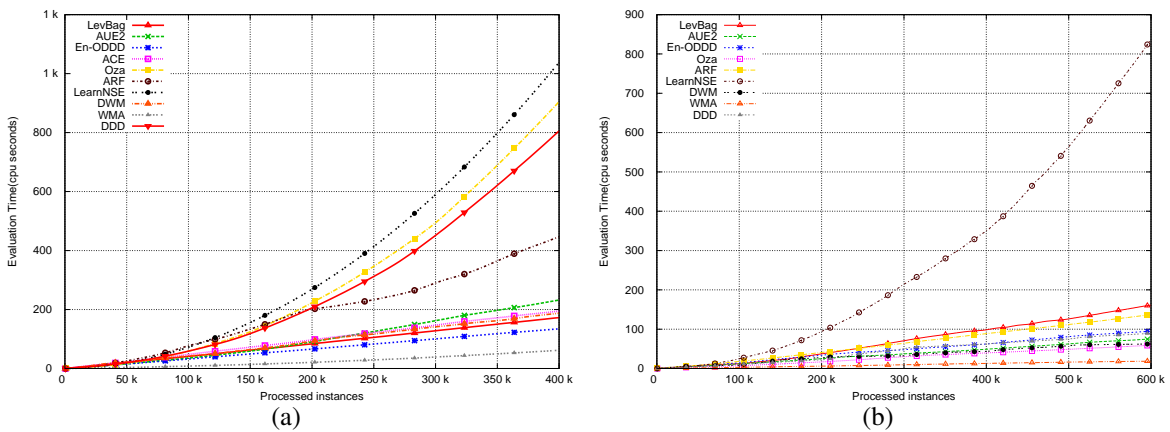 Evaluation Time(cpu seconds)
1 k
1 k
800
600
400
200
0
LevBag
AUE2
En-ODDD
ACE
Oza
ARF
LearnNSE
DWM
WMA
DDD
0 50 k 100 k 150 k 200 k 250 k 300 k 350 k 400 k
Processed instances
(a)
Evaluation Time(cpu seconds)
900
800
700
600
500
400
300
200
100
0
LevBag
AUE2
En-ODDD
Oza
ARF
LearnNSE
DWM
WMA
DDD
0 100 k 200 k 300 k 400 k 500 k 600 k
Processed instances
(b)